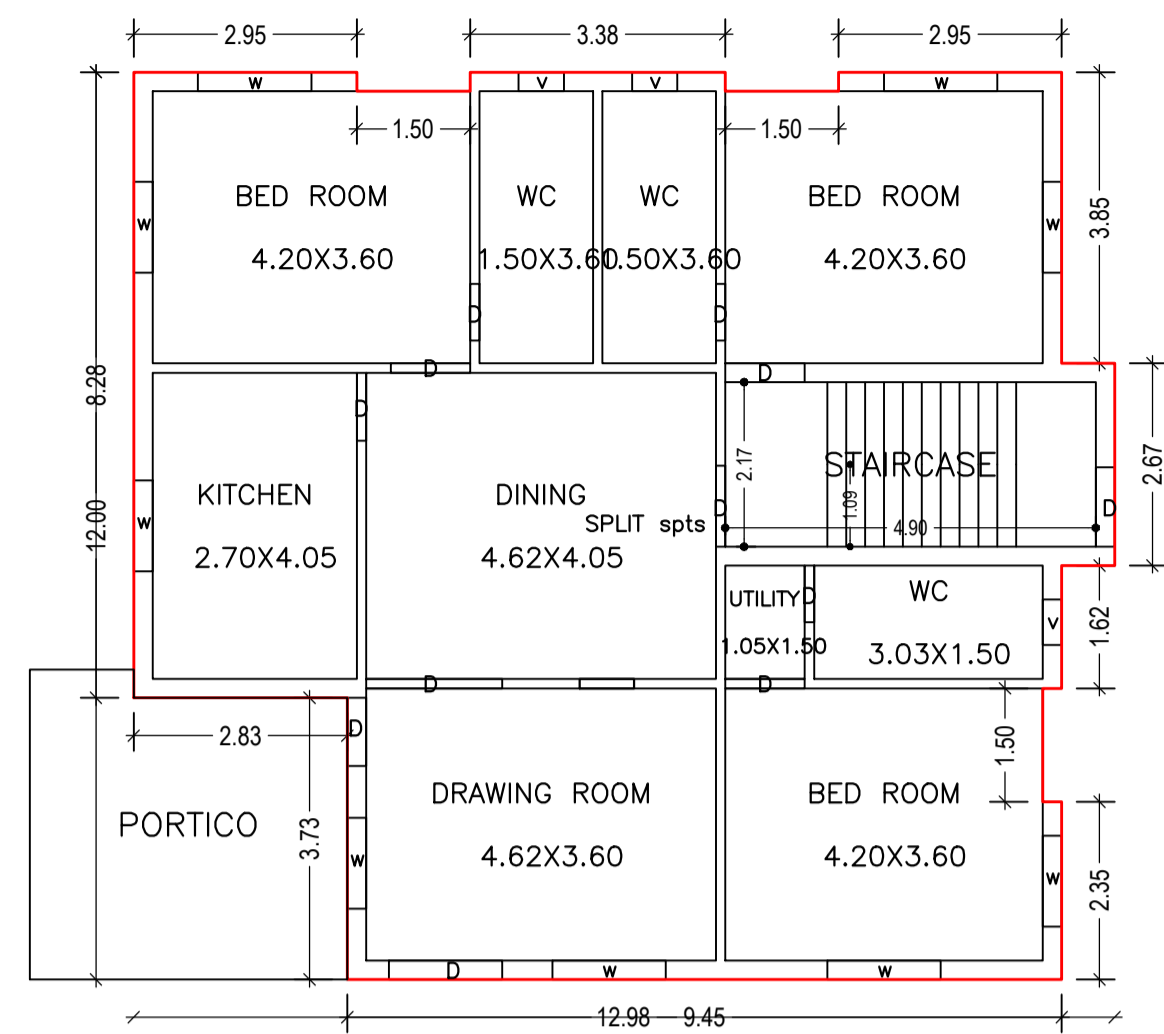 2.95
3.38
2.95
W
V
V
W
1.50
1.50
BED ROOM
WC
WC
BED ROOM
3.85
W
W
4.20X3.60
1.50X3.60
1.50X3.60
4.20X3.60
D
D
D
D
8.28
D
2.17
STAIRCASE
2.67
KITCHEN
DINING
1.09
D
D
12.00
W
SPLIT spts
4.90
2.70X4.05
4.62X4.05
UTILITY
D
WC
1.62
V
1.05X1.50
3.03X1.50
D
D
D
2.83
1.50
DRAWING ROOM
BED ROOM
PORTICO
3.73
4.62X3.60
4.20X3.60
W
W
2.35
D
W
W
12.98
9.45